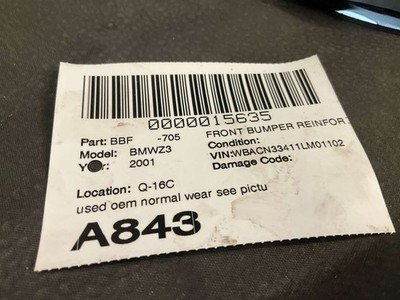 0000015635
Part: BBF -705 FRONT BUMPER REINFOR
Model: BMWZ3 Condition:
Year: 2001 VIN:WBACN33411LM01102
Damage Code:
Location: Q-16C
used oem normal wear see pictu
A843